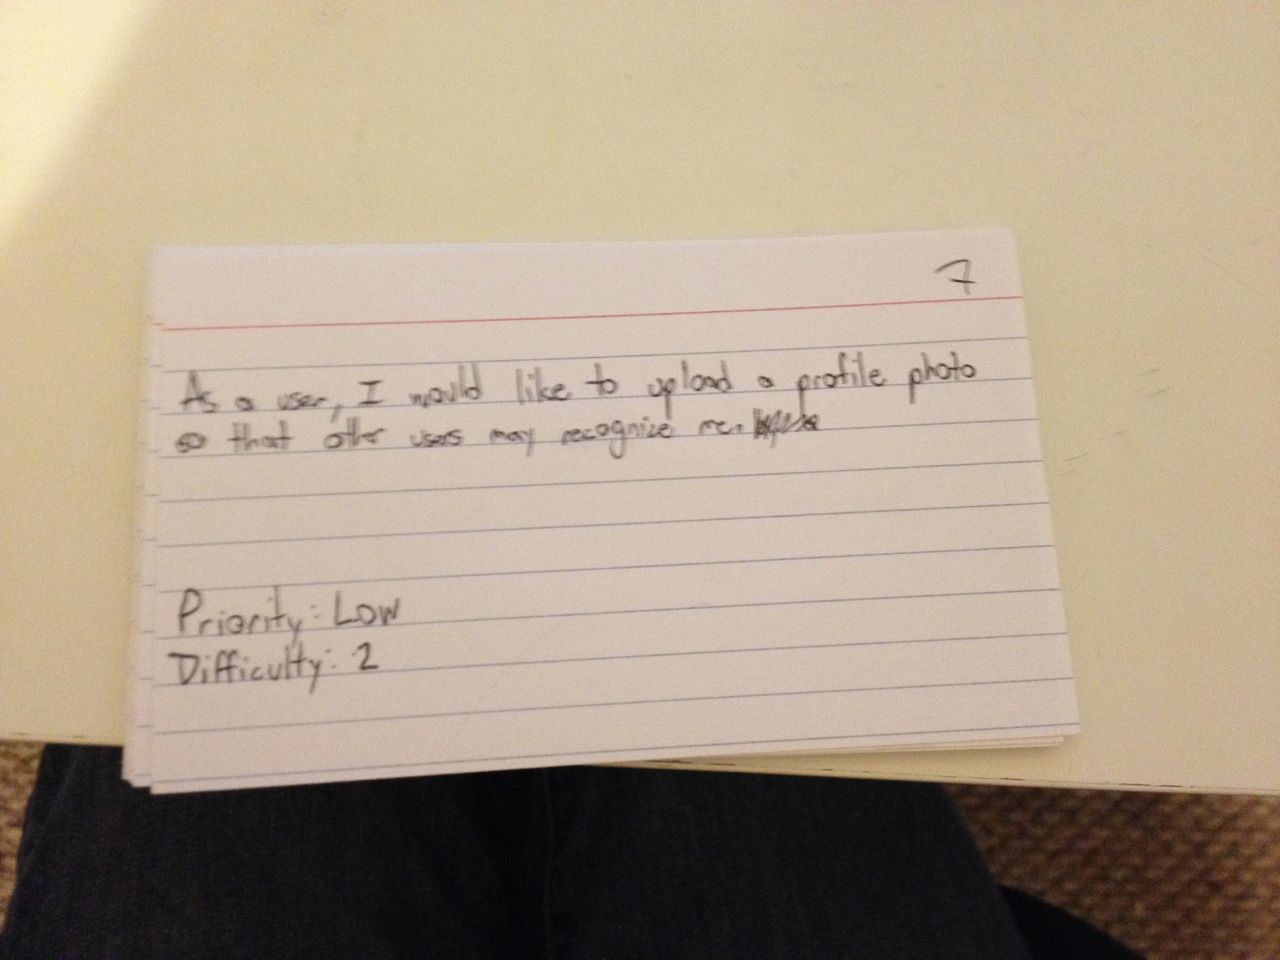 7
As a user, I would like to upload a profile photo
so that other users may recognize me.
Priority: Low
Difficulty: 2